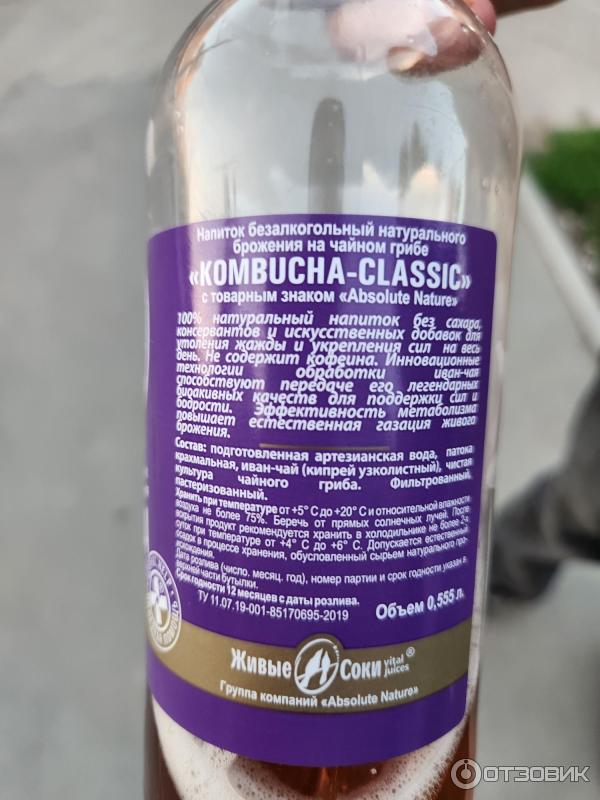 Напиток безалкогольный натурального
брожения на чайном грибе
«KOMBUCHA-CLASSIC»
с товарным знаком «Absolute Nature»
100% натуральный напиток без сахара,
консервантов и искусственных добавок для
утоления жажды и укрепления сил на весь
день. Не содержит кофеина. Инновационные
технологии обработки иван-чая
способствуют передаче его легендарных
биоакивных качеств для поддержки сил и
бодрости. Эффективность метаболизма
повышает естественная газация живого
брожения.
Состав: подготовленная артезианская вода, патока
крахмальная, иван-чай (кипрей узколистный), чистая
культура чайного гриба. Фильтрованный,
пастеризованный.
Хранить при температуре от +5° С до +20° С и относительной влажности
воздуха не более 75%. Беречь от прямых солнечных лучей. После
вскрытия продукт рекомендуется хранить в холодильнике не более 2-х
суток при температуре от +4° С до +6° С. Допускается естественный
осадок в процессе хранения, обусловленный сырьем натурального про-
исхождения.
Дата розлива (число. месяц. год), номер партии и срок годности указан в
верхней части бутылки.
Срок годности 12 месяцев с даты розлива.
ТУ 11.07.19-001-85170695-2019
Объем 0,555 л.
Живые Соки vital juices ®
Группа компаний «Absolute Nature»
ОТЗОВИК